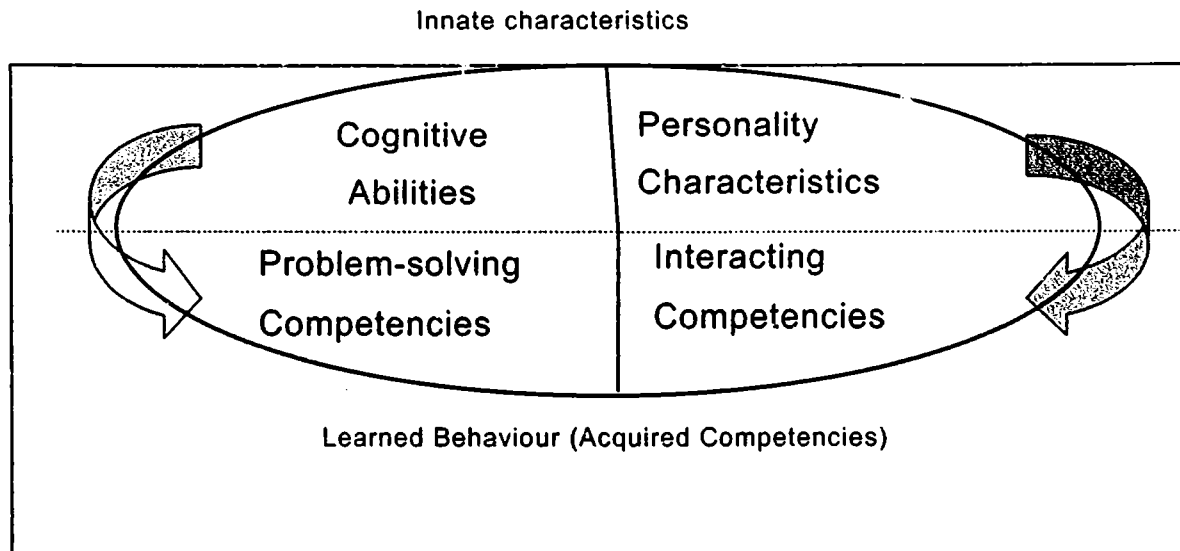 Innate characteristics
Cognitive
Abilities
Personality
Characteristics
Problem-solving
Competencies
Interacting
Competencies
Learned Behaviour (Acquired Competencies)